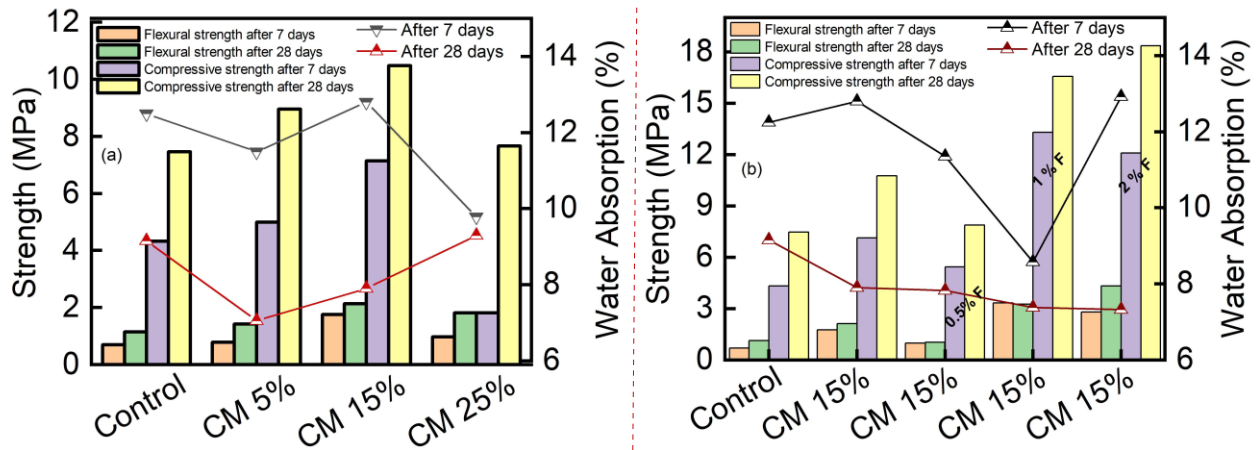 12
10
8
6
4
2
0
Strength (MPa)
Flexural strength after 7 days
Flexural strength after 28 days
Compressive strength after 7 days
Compressive strength after 28 days
After 7 days
After 28 days
(a)
14
12
10
8
6
Water Absorption (%)
Control
CM 5%
CM 15%
CM 25%
18
15
12
9
6
3
0
Strength (MPa)
Flexural strength after 7 days
Flexural strength after 28 days
Compressive strength after 7 days
Compressive strength after 28 days
After 7 days
After 28 days
(b)
0.5% F
1 % F
2 % F
14
12
10
8
6
Water Absorption (%)
Control
CM 15%
CM 15%
CM 15%
CM 15%